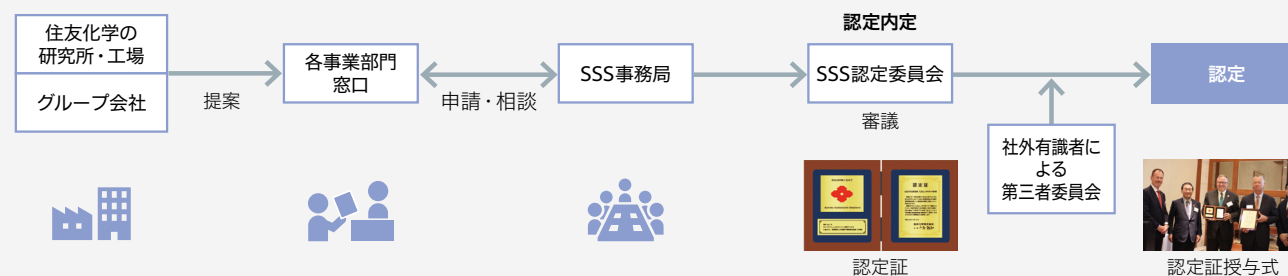 住友化学の
研究所・工場
グループ会社
提案
各事業部門
窓口
申請・相談
SSS事務局
認定内定
SSS認定委員会
審議
社外有識者に
よる
第三者委員会
認定
認定証
認定証
認定証授与式